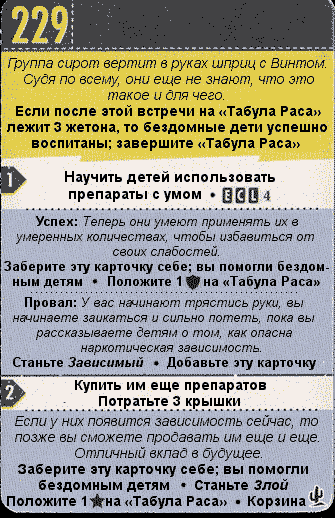 229
Группа сирот вертит в руках шприц с Винтом.
Судя по всему, они еще не знают, что это
такое и для чего.
Если после этой встречи на «Табула Раса»
лежит 3 жетона, то бездомные дети успешно
воспитаны; завершите «Табула Раса»
1
Научить детей использовать
препараты с умом • E C L 4
Успех: Теперь они умеют применять их в
умеренных количествах, чтобы избавиться от
своих слабостей.
Заберите эту карточку себе; вы помогли бездом-
ным детям • Положите 1 на «Табула Раса»
Провал: У вас начинают трястись руки, вы
начинаете заикаться и сильно потеть, пока вы
рассказываете детям о том, как опасна
наркотическая зависимость.
Станьте Зависимый • Добавьте эту карточку
2
Купить им еще препаратов
Потратьте 3 крышки
Если у них появится зависимость сейчас, то
позже вы сможете продавать им еще и еще.
Отличный вклад в будущее.
Заберите эту карточку себе; вы помогли
бездомным детям • Станьте Злой
Положите 1 на «Табула Раса» • Корзина